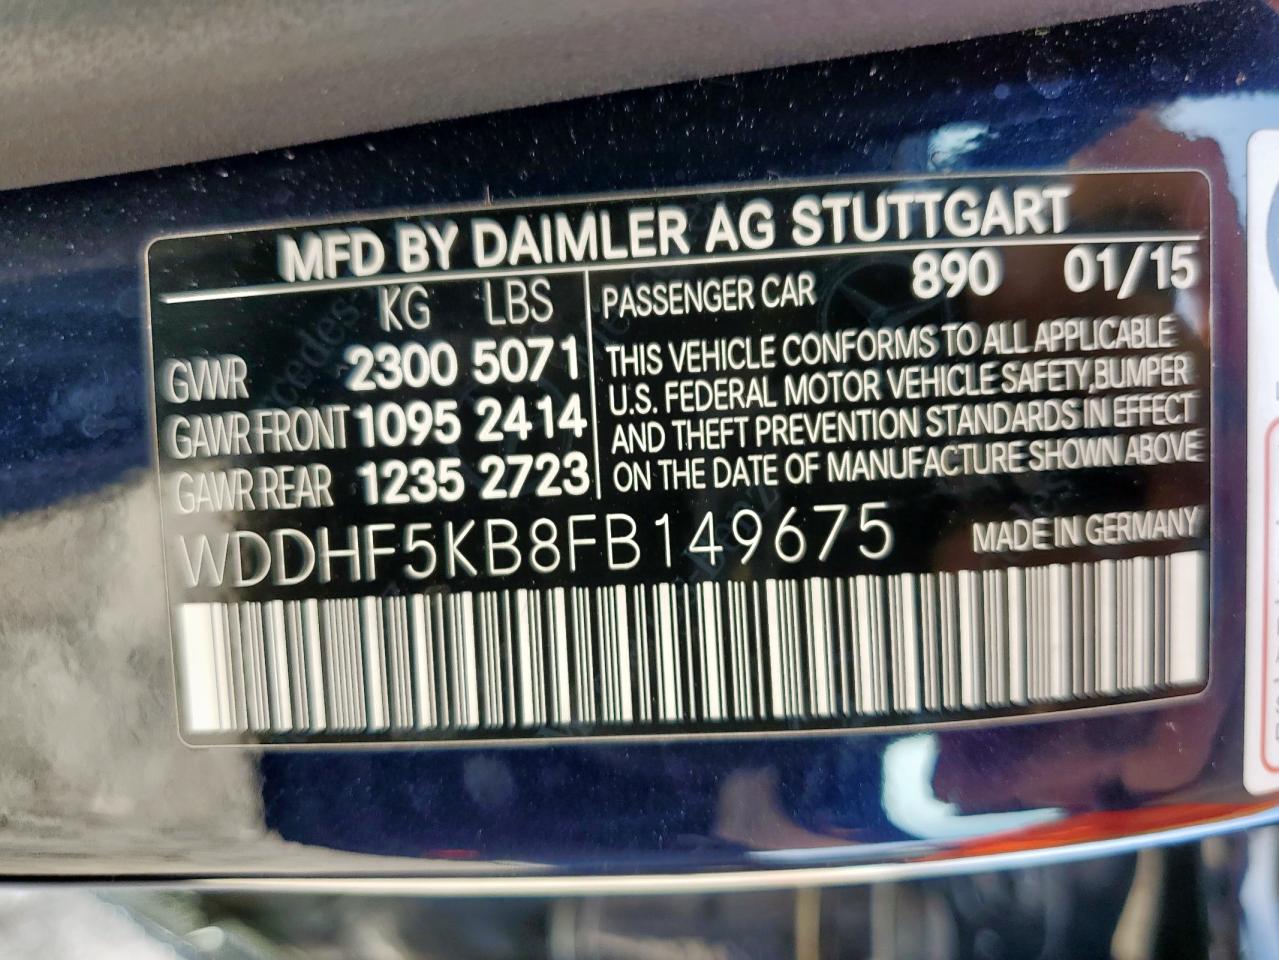 MFD BY DAIMLER AG STUTTGART
KG LBS
GVWR 2300 5071
GAWR FRONT 1095 2414
GAWR REAR 1235 2723
PASSENGER CAR 890 01/15
THIS VEHICLE CONFORMS TO ALL APPLICABLE
U.S. FEDERAL MOTOR VEHICLE SAFETY,BUMPER
AND THEFT PREVENTION STANDARDS IN EFFECT
ON THE DATE OF MANUFACTURE SHOWN ABOVE
WDDHF5KB8FB149675 MADE IN GERMANY